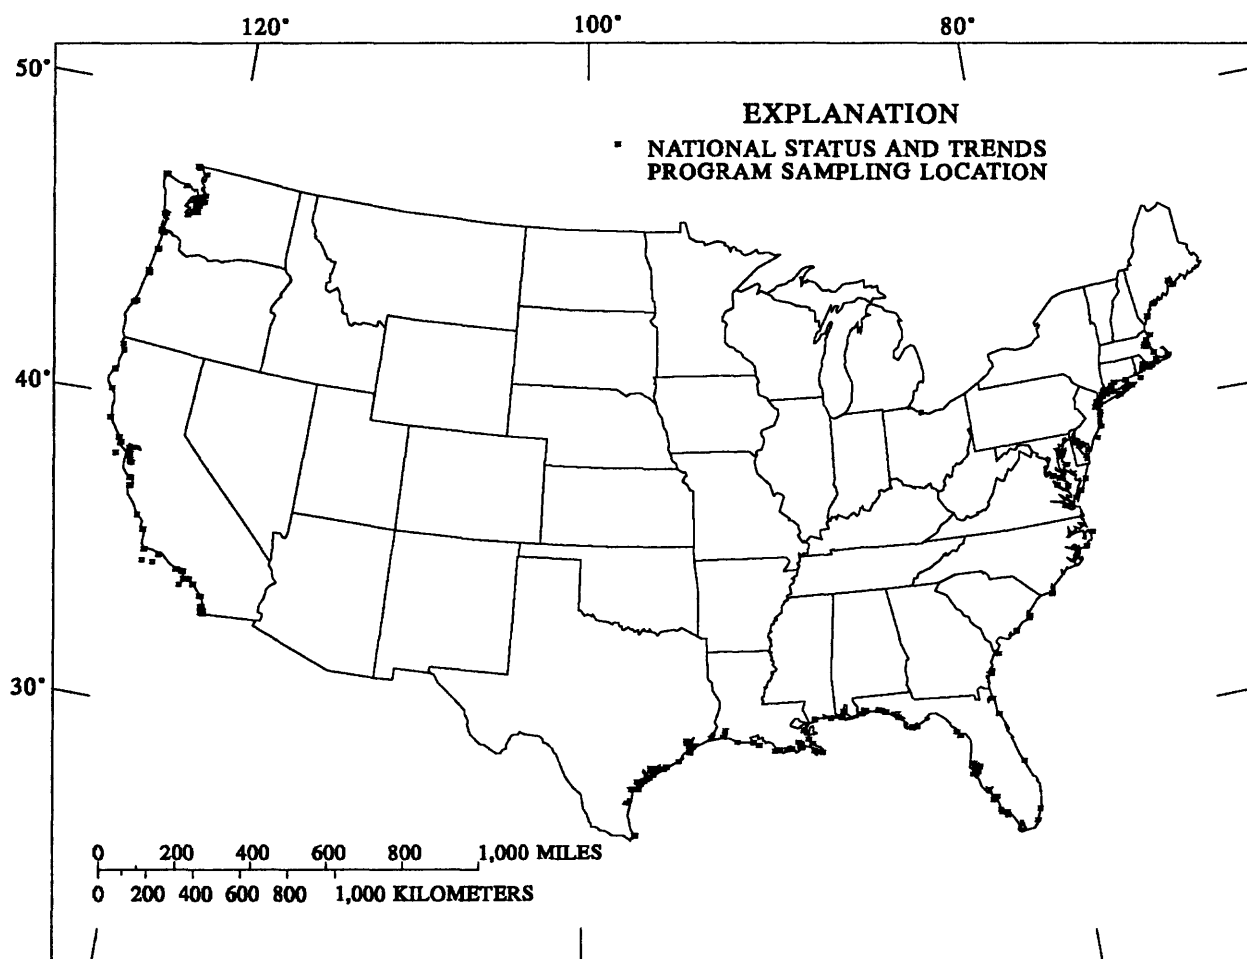 120° 100° 80°
50°
EXPLANATION
NATIONAL STATUS AND TRENDS
PROGRAM SAMPLING LOCATION
40°
30°
0 200 400 600 800 1,000 MILES
0 200 400 600 800 1,000 KILOMETERS